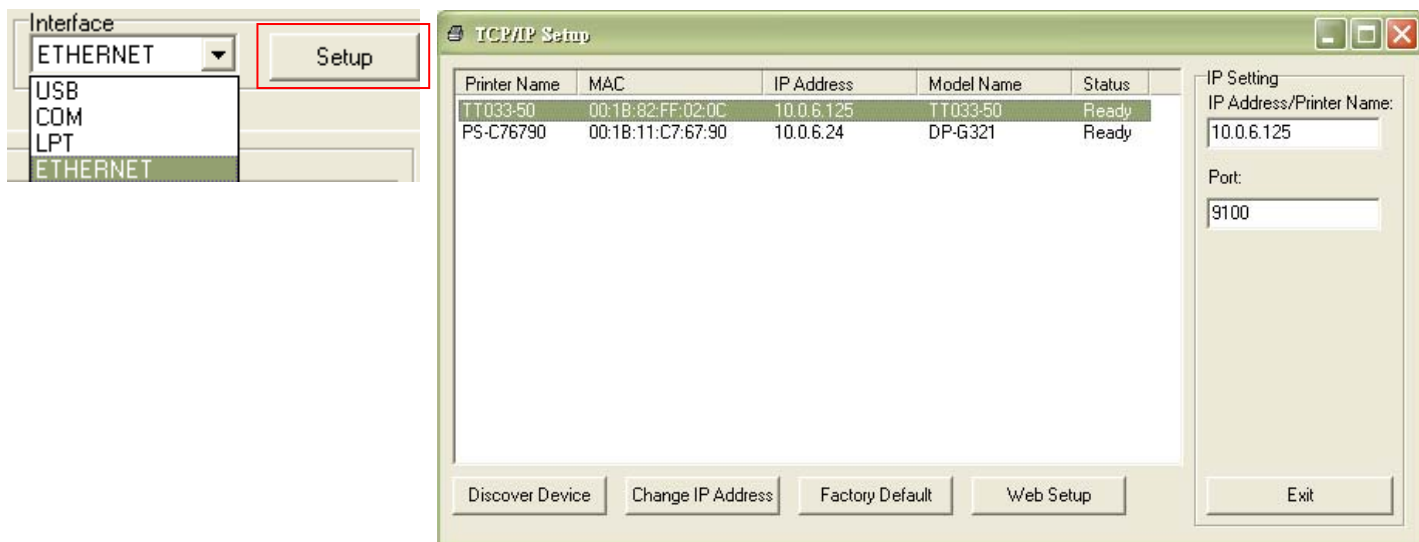 Interface
ETHERNET
Setup
USB
COM
LPT
ETHERNET
TCP/IP Setup
Printer Name MAC IP Address Model Name Status
TT033-50 00:1B:82:FF:02:0C 10.0.6.125 TT033-50 Ready
PS-C76790 00:1B:11:C7:67:90 10.0.6.24 DP-G321 Ready
IP Setting
IP Address/Printer Name:
10.0.6.125
Port:
9100
Discover Device Change IP Address Factory Default Web Setup Exit